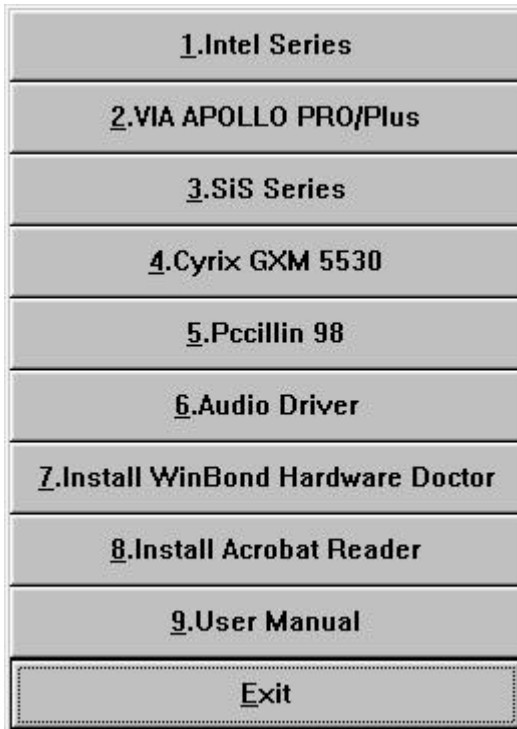 1.Intel Series
2.VIA APOLLO PRO/Plus
3.SiS Series
4.Cyrix GXM 5530
5.Pccillin 98
6.Audio Driver
7.Install WinBond Hardware Doctor
8.Install Acrobat Reader
9.User Manual
Exit